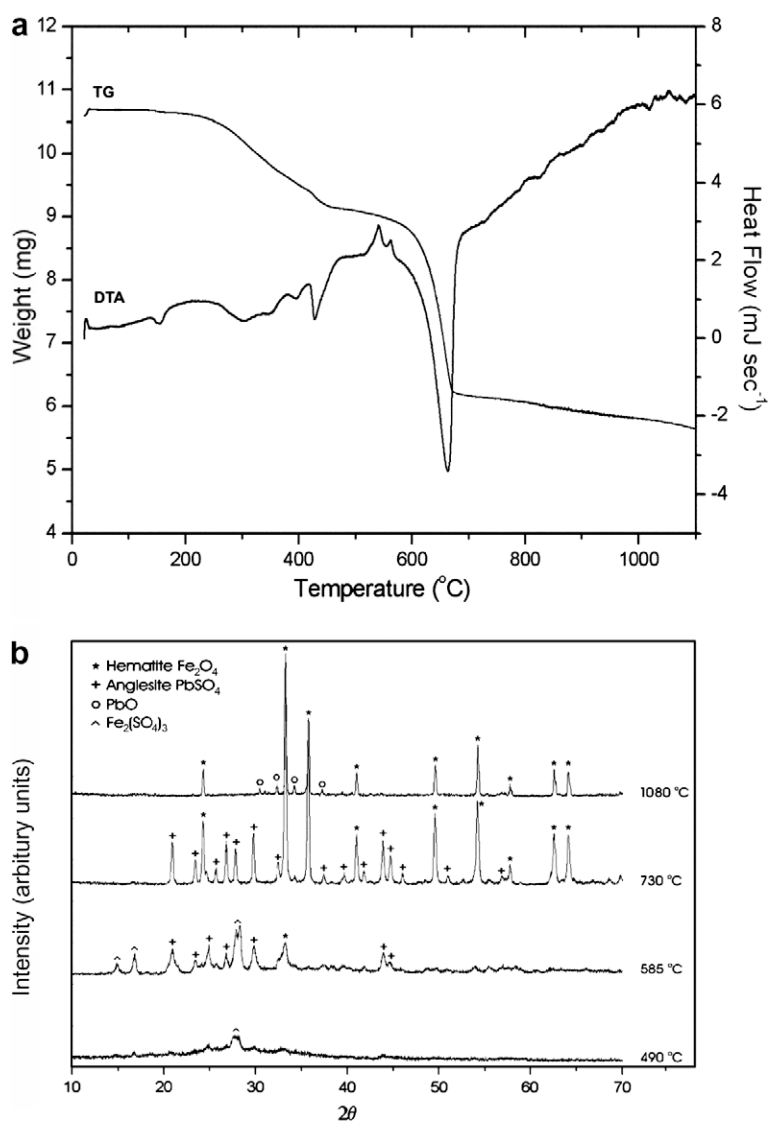 a
12
11
10
9
8
7
6
5
4
8
6
4
2
0
-2
-4
TG
DTA
Weight (mg)
Heat Flow (mJ sec-1)
0 200 400 600 800 1000
Temperature (°C)
b
* Hematite Fe2O4
+ Anglesite PbSO4
o PbO
^ Fe2(SO4)3
1080 °C
730 °C
585 °C
490 °C
Intensity (arbitury units)
10 20 30 40 50 60 70
2θ